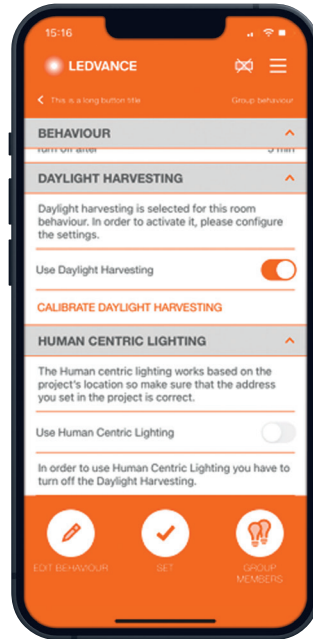 15:16
LEDVANCE
This is a long button title
Group behaviour
BEHAVIOUR
Turn off after
5 min
DAYLIGHT HARVESTING
Daylight harvesting is selected for this room
behaviour. In order to activate it, please configure
the settings.
Use Daylight Harvesting
CALIBRATE DAYLIGHT HARVESTING
HUMAN CENTRIC LIGHTING
The Human centric lighting works based on the
project's location so make sure that the address
you set in the project is correct.
Use Human Centric Lighting
In order to use Human Centric Lighting you have to
turn off the Daylight Harvesting.
EDIT BEHAVIOUR
SET
GROUP
MEMBERS